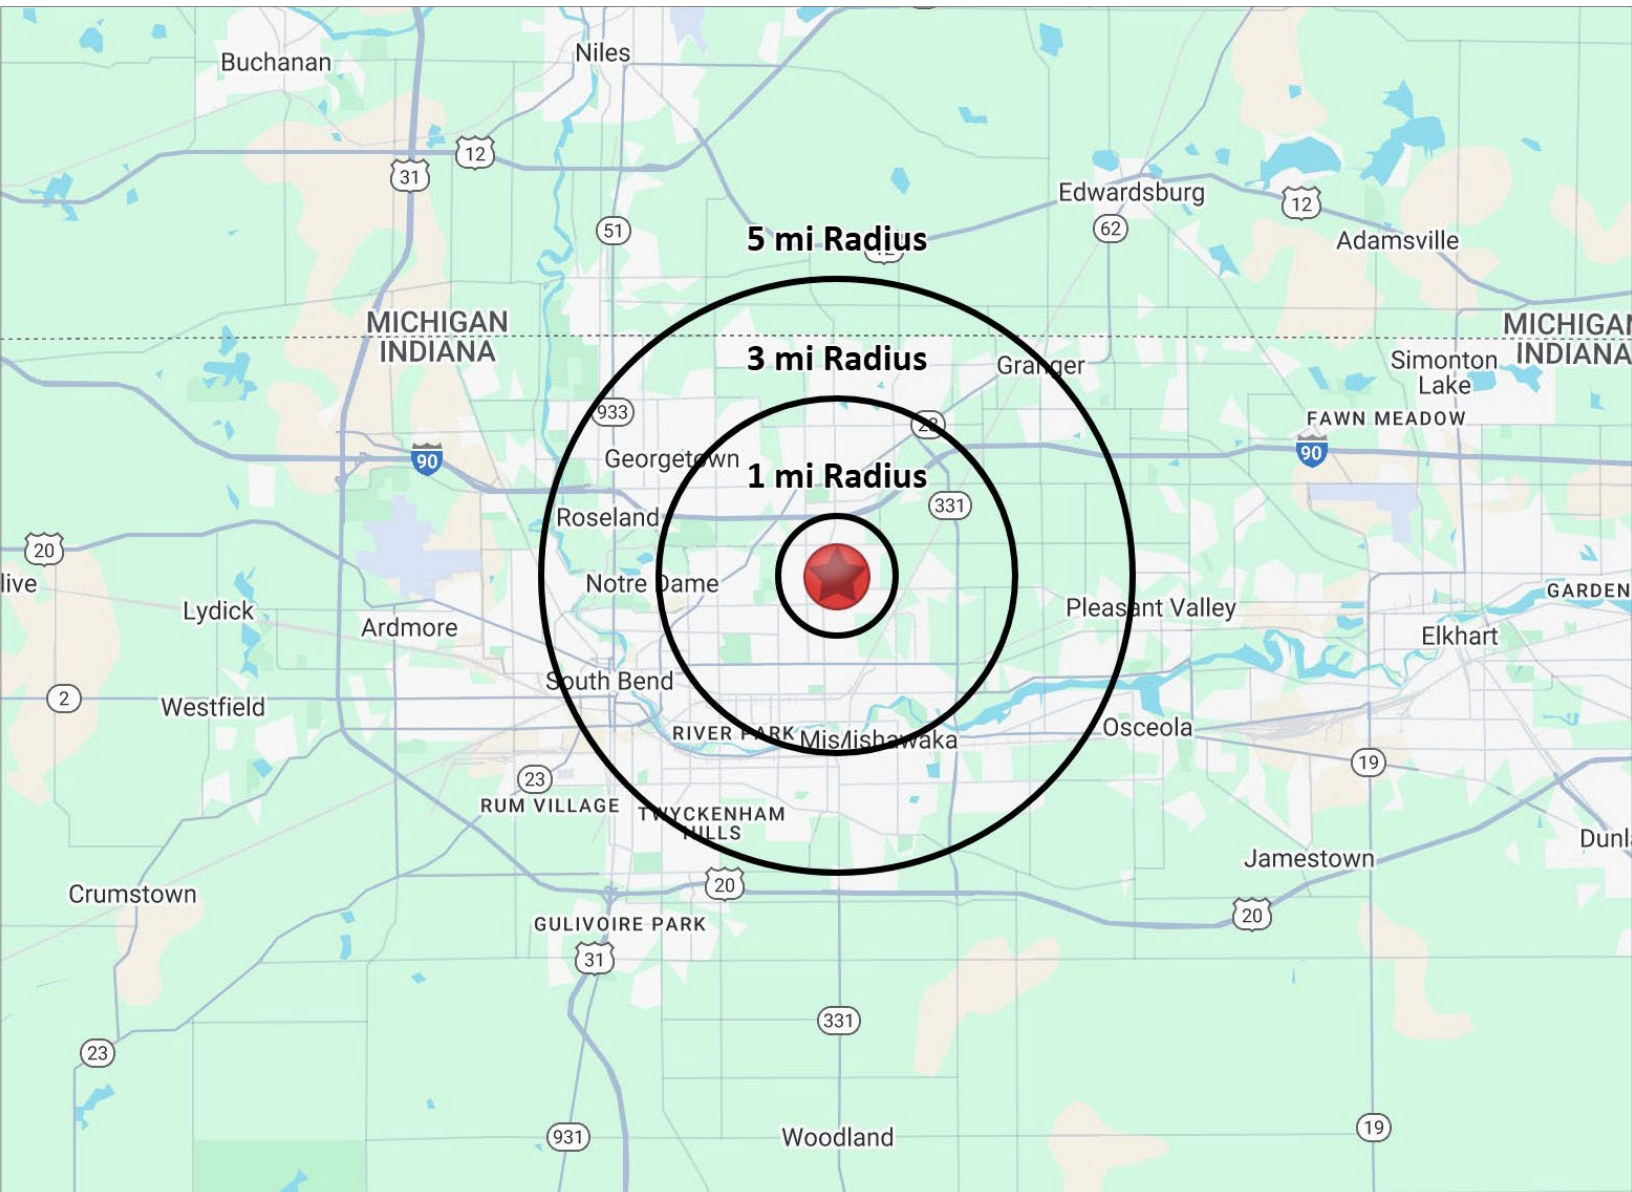 Niles
Buchanan
12
31
Edwardsburg
12
51
62
5 mi Radius
Adamsville
MICHIGAN
INDIANA
MICHIGAN
INDIANA
3 mi Radius
Granger
Simonton
Lake
933
23
FAWN MEADOW
90
Georgetown
90
1 mi Radius
331
Roseland
20
live
Notre Dame
GARDEN
Lydick
Pleasant Valley
Ardmore
Elkhart
South Bend
2
Westfield
RIVER PARK
Mishawaka
Osceola
19
23
RUM VILLAGE
TWYCKENHAM
HILLS
Dunl
Jamestown
20
Crumstown
20
GULIVOIRE PARK
31
331
23
931
Woodland
19